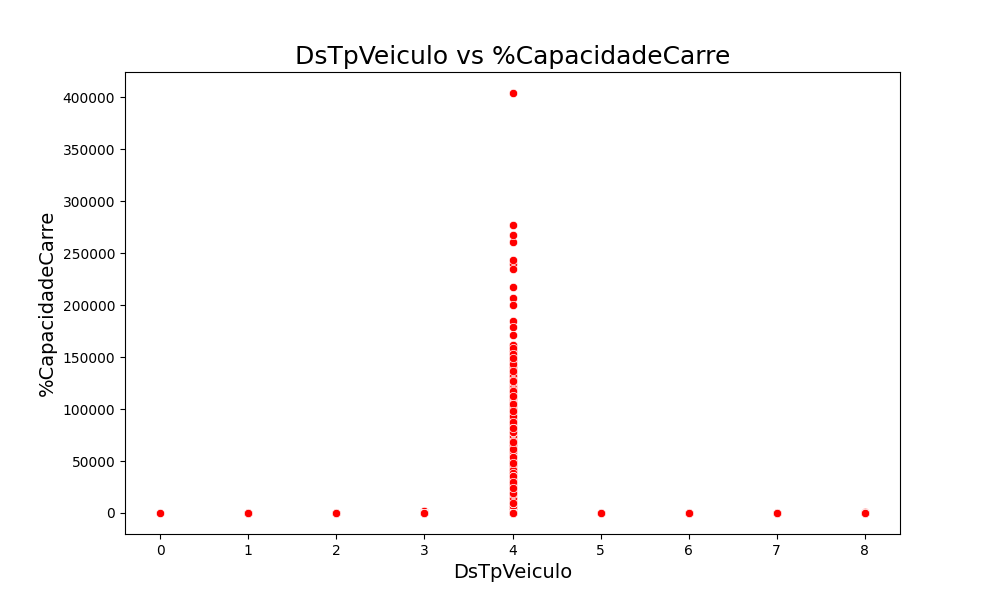 DsTpVeiculo vs %CapacidadeCarre
400000
350000
300000
250000
200000
150000
100000
50000
0
%CapacidadeCarre
0 1 2 3 4 5 6 7 8
DsTpVeiculo